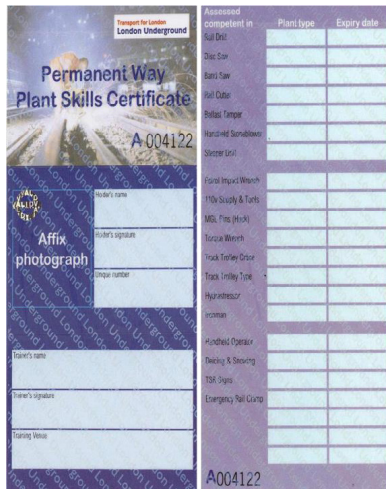 Transport for London
London Underground
Permanent Way
Plant Skills Certificate
A 004122
Affix
photograph
Holder's name
Holder's signature
Unique number
Trainer's name
Trainer's signature
Training Venue
Assessed
competent in
Plant type
Expiry date
Rail Drill
Disc Saw
Band Saw
Rail Cutter
Ballast Tamper
Handheld Snowblower
Sleeper Drill
Petrol Impact Wrench
110v Supply & Tools
MGL Pins (Huck)
Torque Wrench
Track Trolley Grade
Track Trolley Type
Hydrastressor
Ironman
Handheld Operator
Deicing & Snowing
TSR Signs
Emergency Rail Clamp
A004122